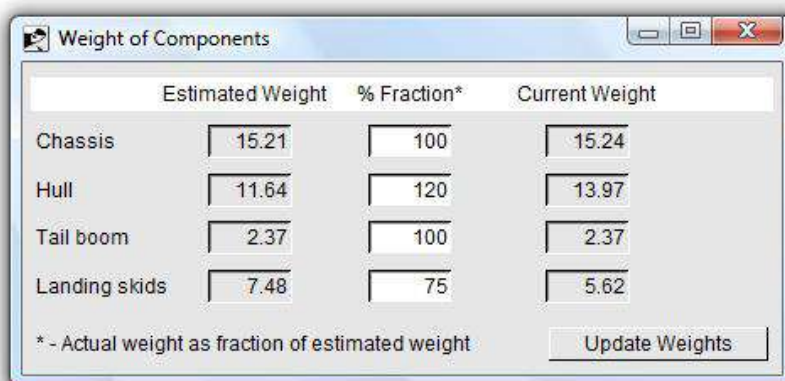 Weight of Components
Estimated Weight % Fraction* Current Weight
Chassis 15.21 100 15.24
Hull 11.64 120 13.97
Tail boom 2.37 100 2.37
Landing skids 7.48 75 5.62
* - Actual weight as fraction of estimated weight Update Weights